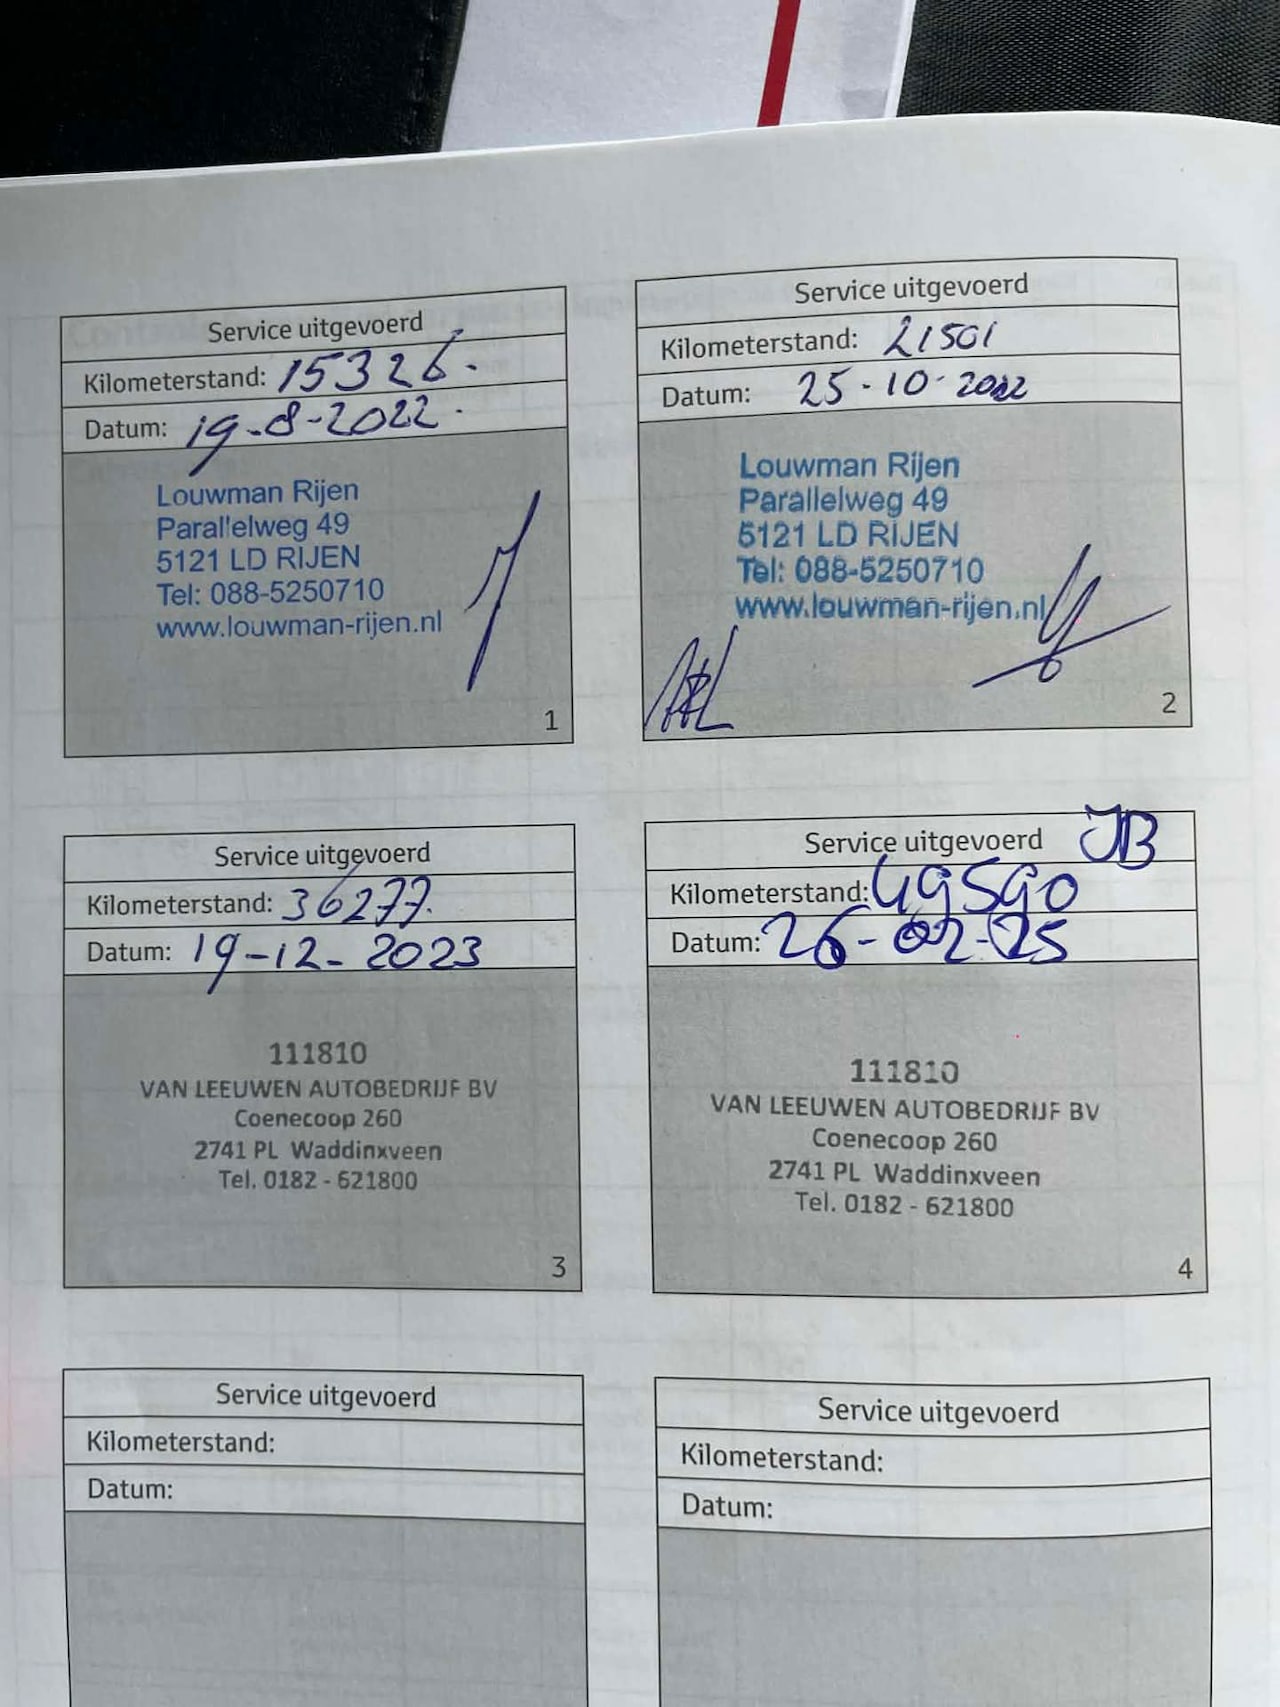 Service uitgevoerd
Kilometerstand: 15326.
Datum: 19-8-2022.
Louwman Rijen
Parallelweg 49
5121 LD RIJEN
Tel: 088-5250710
www.louwman-rijen.nl
1
Service uitgevoerd
Kilometerstand: 21501
Datum: 25-10-2022
Louwman Rijen
Parallelweg 49
5121 LD RIJEN
Tel: 088-5250710
www.louwman-rijen.nl
2
Service uitgevoerd
Kilometerstand: 36277.
Datum: 19-12-2023
111810
VAN LEEUWEN AUTOBEDRIJF BV
Coenecoop 260
2741 PL Waddinxveen
Tel. 0182 - 621800
3
Service uitgevoerd JB
Kilometerstand: 49590
Datum: 26-02-25
111810
VAN LEEUWEN AUTOBEDRIJF BV
Coenecoop 260
2741 PL Waddinxveen
Tel. 0182 - 621800
4
Service uitgevoerd
Kilometerstand:
Datum:
Service uitgevoerd
Kilometerstand:
Datum: